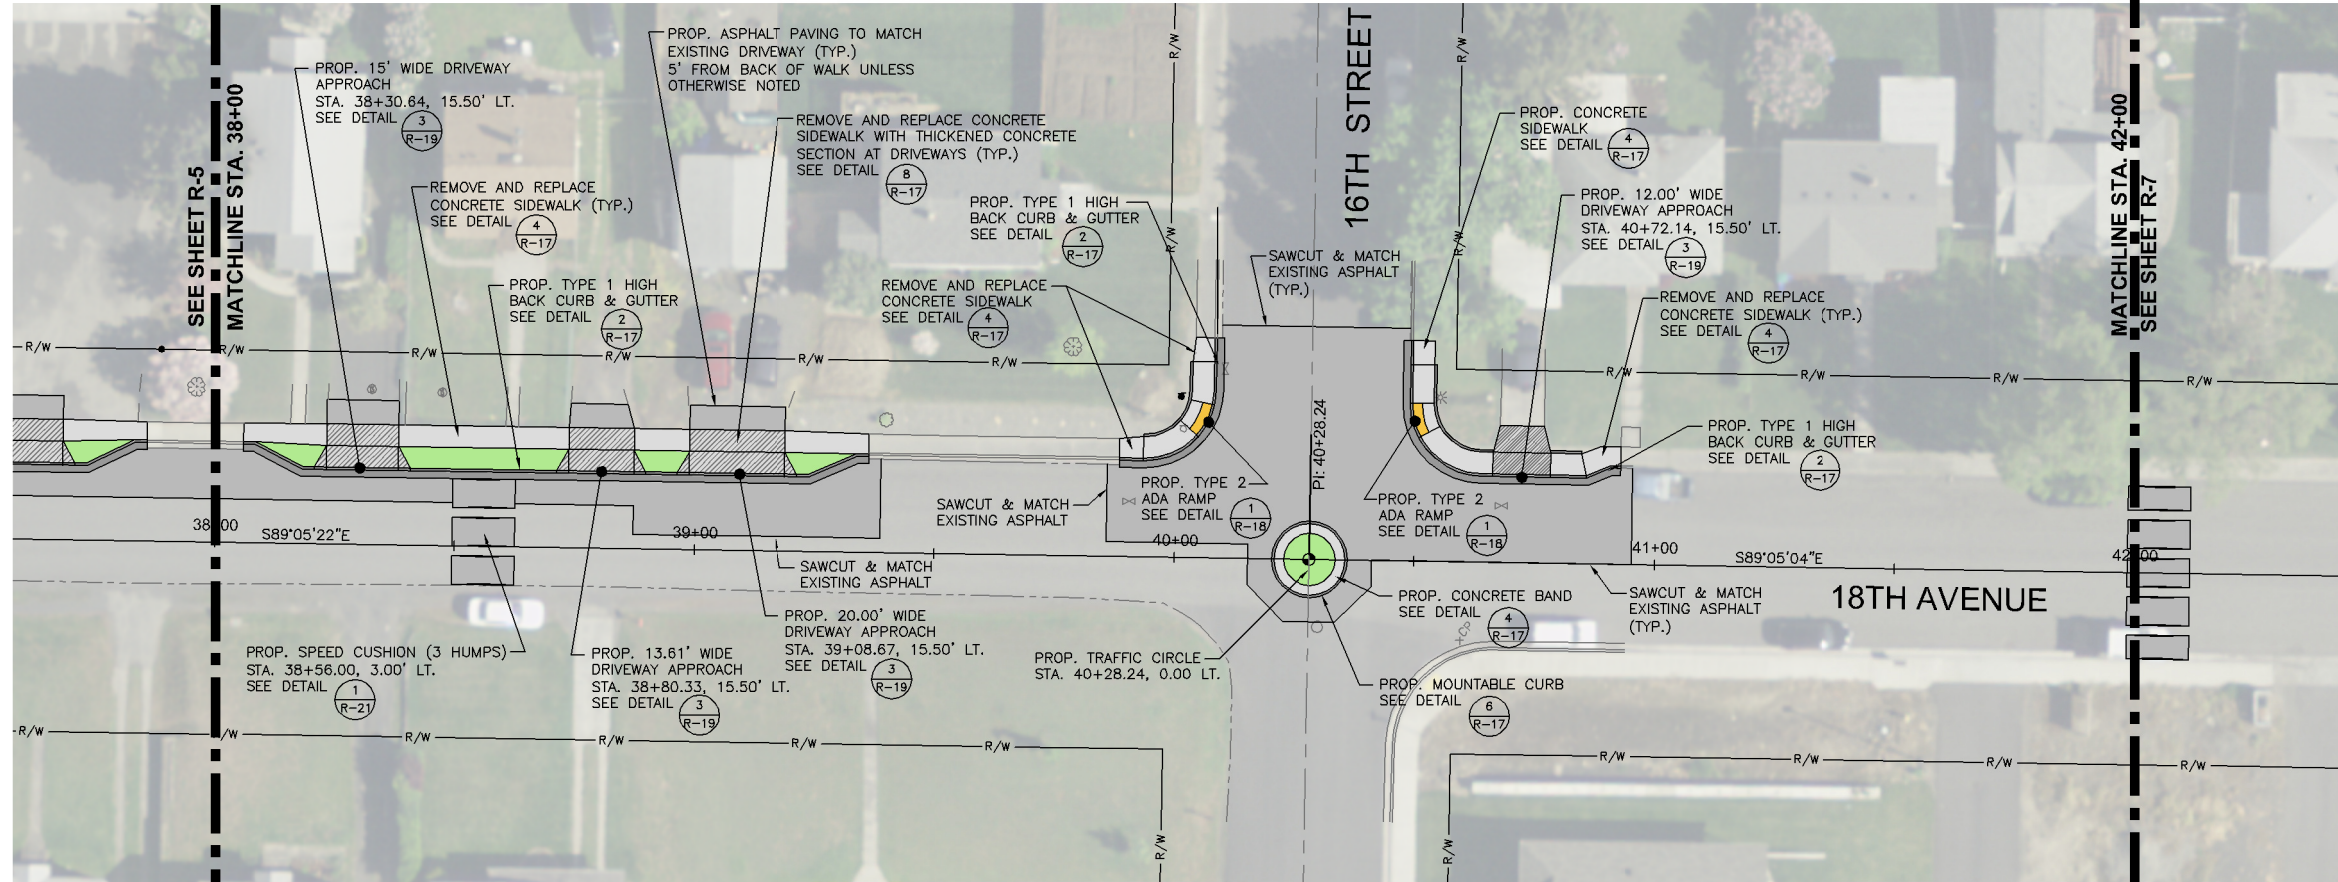 SEE SHEET R-5
MATCHLINE STA. 38+00
PROP. 15' WIDE DRIVEWAY
APPROACH
STA. 38+30.64, 15.50' LT.
SEE DETAIL
3
R-19
REMOVE AND REPLACE
CONCRETE SIDEWALK (TYP.)
SEE DETAIL
4
R-17
PROP. TYPE 1 HIGH
BACK CURB & GUTTER
SEE DETAIL
2
R-17
PROP. ASPHALT PAVING TO MATCH
EXISTING DRIVEWAY (TYP.)
5' FROM BACK OF WALK UNLESS
OTHERWISE NOTED
REMOVE AND REPLACE CONCRETE
SIDEWALK WITH THICKENED CONCRETE
SECTION AT DRIVEWAYS (TYP.)
SEE DETAIL
8
R-17
PROP. TYPE 1 HIGH
BACK CURB & GUTTER
SEE DETAIL
2
R-17
REMOVE AND REPLACE
CONCRETE SIDEWALK
SEE DETAIL
4
R-17
16TH STREET
SAWCUT & MATCH
EXISTING ASPHALT
(TYP.)
PROP. CONCRETE
SIDEWALK
SEE DETAIL
4
R-17
PROP. 12.00' WIDE
DRIVEWAY APPROACH
STA. 40+72.14, 15.50' LT.
SEE DETAIL
3
R-19
REMOVE AND REPLACE
CONCRETE SIDEWALK (TYP.)
SEE DETAIL
4
R-17
PROP. TYPE 1 HIGH
BACK CURB & GUTTER
SEE DETAIL
2
R-17
MATCHLINE STA. 42+00
SEE SHEET R-7
R/W
R/W
R/W
R/W
R/W
R/W
R/W
R/W
R/W
R/W
R/W
R/W
R/W
R/W
PI: 40+28.24
SAWCUT & MATCH
EXISTING ASPHALT
PROP. TYPE 2
ADA RAMP
SEE DETAIL
1
R-18
PROP. TYPE 2
ADA RAMP
SEE DETAIL
1
R-18
38+00
S89°05'22"E
39+00
40+00
41+00
S89°05'04"E
42+00
18TH AVENUE
SAWCUT & MATCH
EXISTING ASPHALT
SAWCUT & MATCH
EXISTING ASPHALT
(TYP.)
PROP. CONCRETE BAND
SEE DETAIL
4
R-17
PROP. SPEED CUSHION (3 HUMPS)
STA. 38+56.00, 3.00' LT.
SEE DETAIL
1
R-21
PROP. 13.61' WIDE
DRIVEWAY APPROACH
STA. 38+80.33, 15.50' LT.
SEE DETAIL
3
R-19
PROP. 20.00' WIDE
DRIVEWAY APPROACH
STA. 39+08.67, 15.50' LT.
SEE DETAIL
3
R-19
PROP. TRAFFIC CIRCLE
STA. 40+28.24, 0.00 LT.
PROP. MOUNTABLE CURB
SEE DETAIL
6
R-17
R/W
R/W
R/W
R/W
R/W
R/W
R/W
R/W
R/W
R/W
R/W
R/W